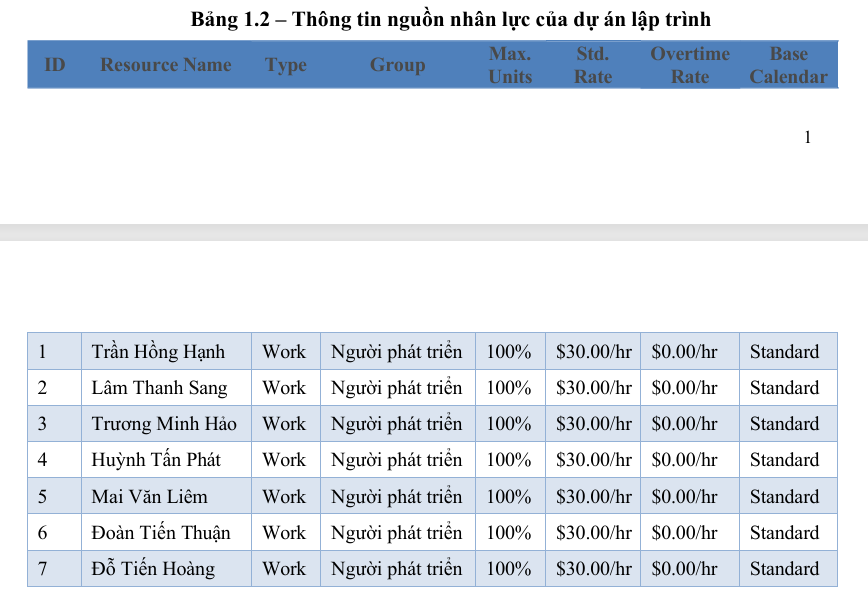 Bảng 1.2 – Thông tin nguồn nhân lực của dự án lập trình
ID Resource Name Type Group Max. Units Std. Rate Overtime Rate Base Calendar
1
1 Trần Hồng Hạnh Work Người phát triển 100% $30.00/hr $0.00/hr Standard
2 Lâm Thanh Sang Work Người phát triển 100% $30.00/hr $0.00/hr Standard
3 Trương Minh Hảo Work Người phát triển 100% $30.00/hr $0.00/hr Standard
4 Huỳnh Tấn Phát Work Người phát triển 100% $30.00/hr $0.00/hr Standard
5 Mai Văn Liêm Work Người phát triển 100% $30.00/hr $0.00/hr Standard
6 Đoàn Tiến Thuận Work Người phát triển 100% $30.00/hr $0.00/hr Standard
7 Đỗ Tiến Hoàng Work Người phát triển 100% $30.00/hr $0.00/hr Standard